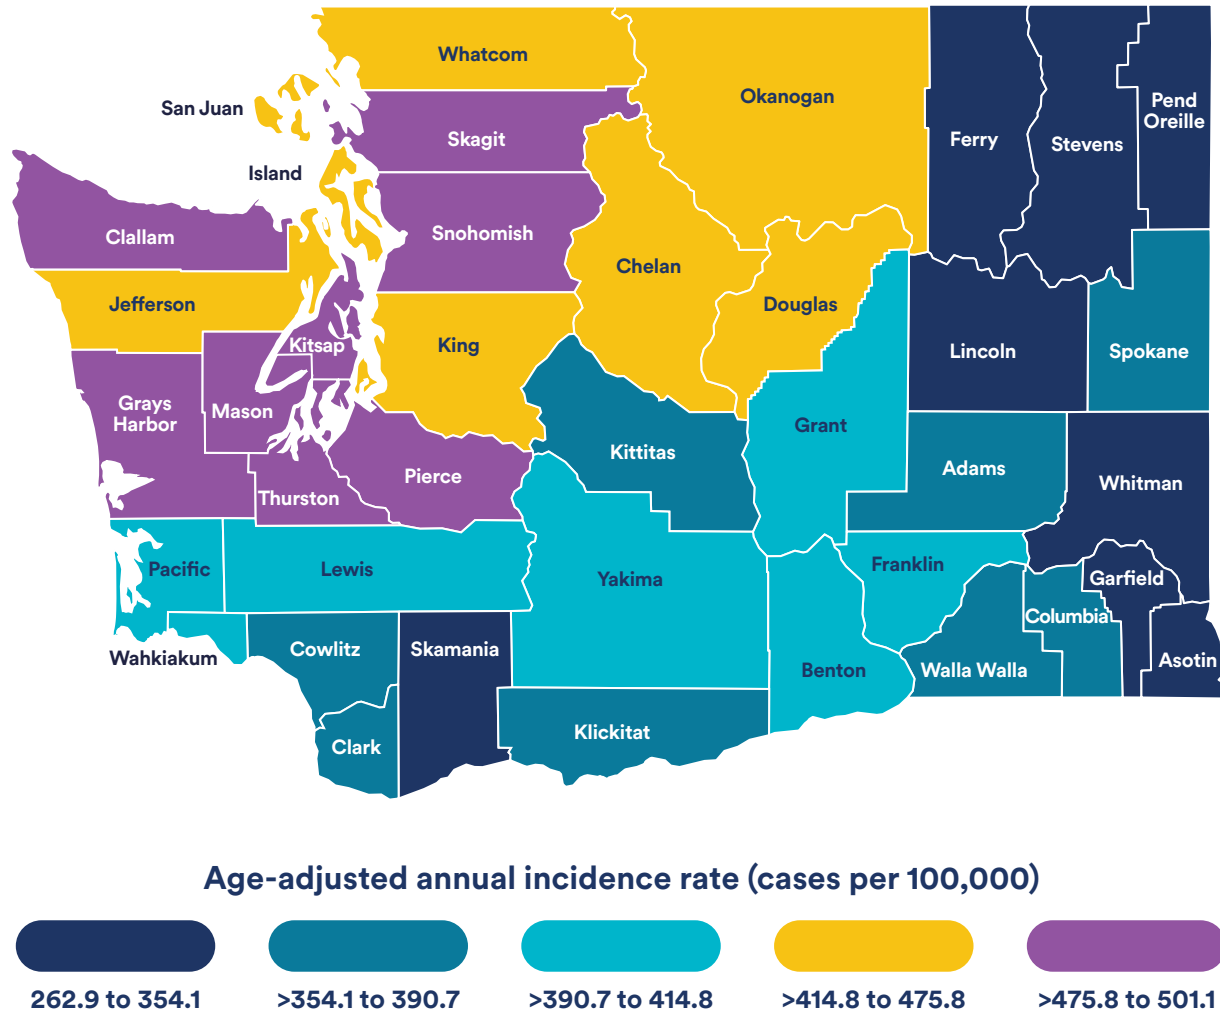 Whatcom
Okanogan
San Juan
Pend
Oreille
Skagit
Ferry
Stevens
Island
Clallam
Snohomish
Chelan
Jefferson
Douglas
Kitsap
King
Lincoln
Spokane
Grays
Harbor
Mason
Grant
Kittitas
Adams
Pierce
Whitman
Thurston
Pacific
Lewis
Yakima
Franklin
Garfield
Columbia
Wahkiakum
Cowlitz
Skamania
Benton
Walla Walla
Asotin
Klickitat
Clark
Age-adjusted annual incidence rate (cases per 100,000)
262.9 to 354.1
>354.1 to 390.7
>390.7 to 414.8
>414.8 to 475.8
>475.8 to 501.1